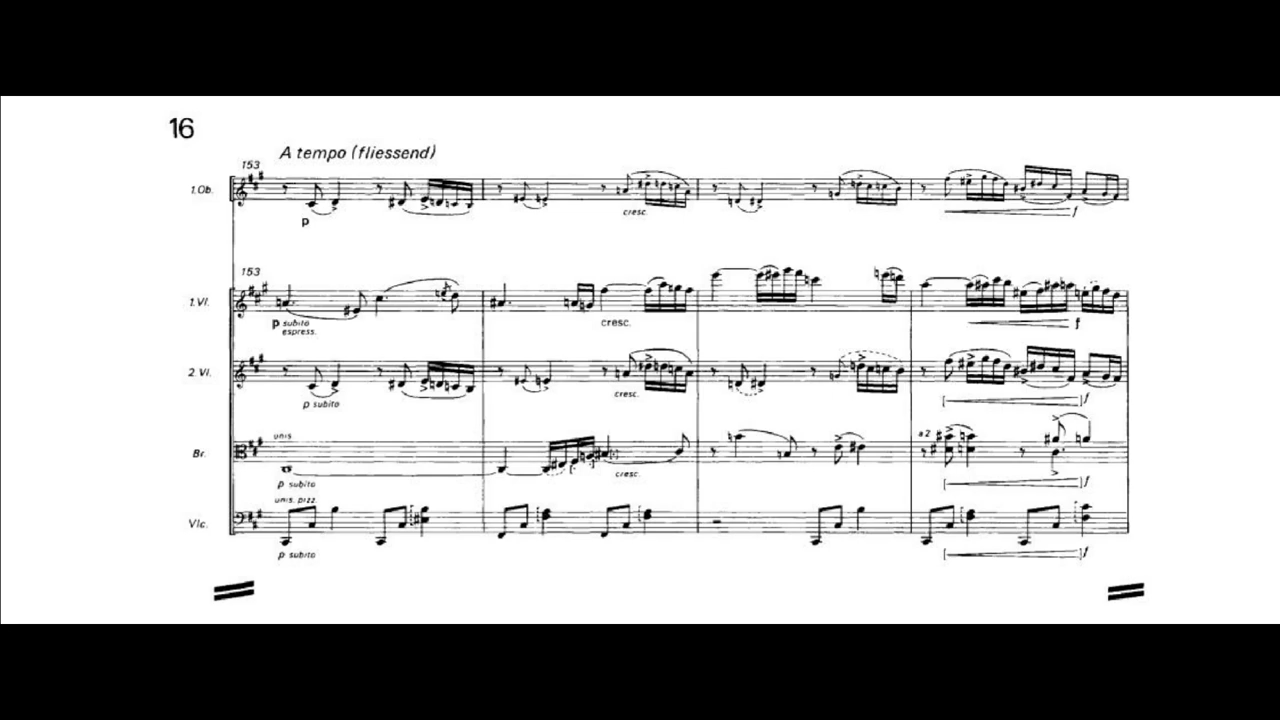 16
A tempo (fliessend)
153
1.Ob.
p
cresc.
f
153
1.Vl.
p subito
espress.
cresc.
f
2 Vl.
p subito
cresc.
f
unis
a2
Br.
p subito
cresc.
f
unis. pizz.
Vlc.
p subito
f